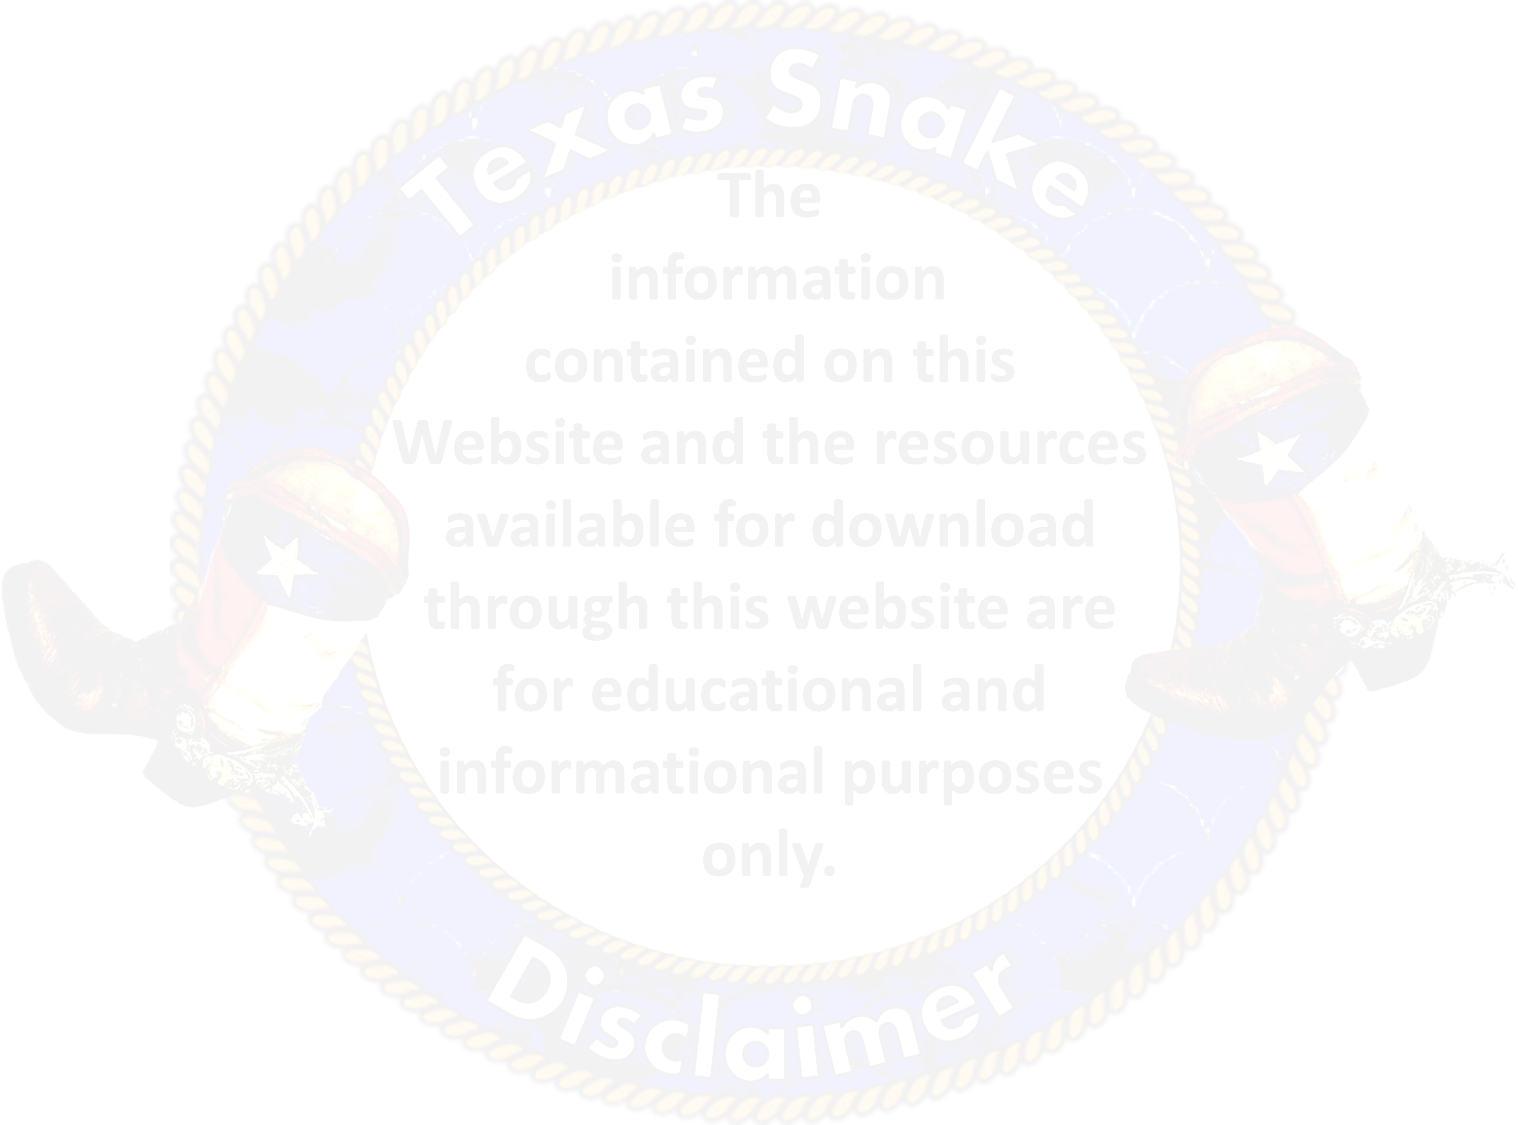 Texas Snake
The
information
contained on this
Website and the resources
available for download
through this website are
for educational and
informational purposes
only.
Disclaimer